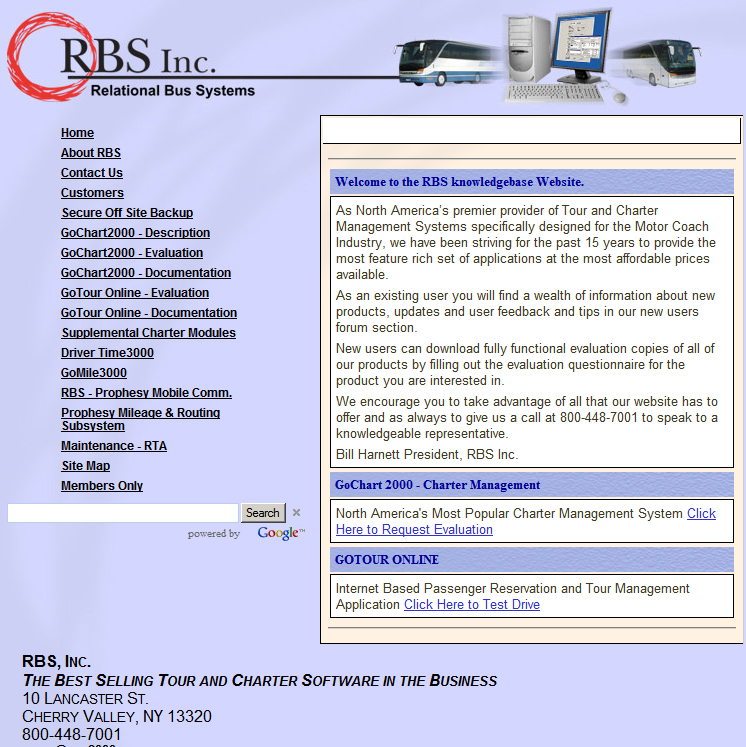 RBS Inc.
Relational Bus Systems
Home
About RBS
Contact Us
Customers
Secure Off Site Backup
GoChart2000 - Description
GoChart2000 - Evaluation
GoChart2000 - Documentation
GoTour Online - Evaluation
GoTour Online - Documentation
Supplemental Charter Modules
Driver Time3000
GoMile3000
RBS - Prophesy Mobile Comm.
Prophesy Mileage & Routing
Subsystem
Maintenance - RTA
Site Map
Members Only
Search ×
powered by Google™
Welcome to the RBS knowledgebase Website.
As North America's premier provider of Tour and Charter
Management Systems specifically designed for the Motor Coach
Industry, we have been striving for the past 15 years to provide the
most feature rich set of applications at the most affordable prices
available.
As an existing user you will find a wealth of information about new
products, updates and user feedback and tips in our new users
forum section.
New users can download fully functional evaluation copies of all of
our products by filling out the evaluation questionnaire for the
product you are interested in.
We encourage you to take advantage of all that our website has to
offer and as always to give us a call at 800-448-7001 to speak to a
knowledgeable representative.
Bill Harnett President, RBS Inc.
GoChart 2000 - Charter Management
North America's Most Popular Charter Management System Click
Here to Request Evaluation
GOTOUR ONLINE
Internet Based Passenger Reservation and Tour Management
Application Click Here to Test Drive
RBS, INC.
THE BEST SELLING TOUR AND CHARTER SOFTWARE IN THE BUSINESS
10 LANCASTER ST.
CHERRY VALLEY, NY 13320
800-448-7001